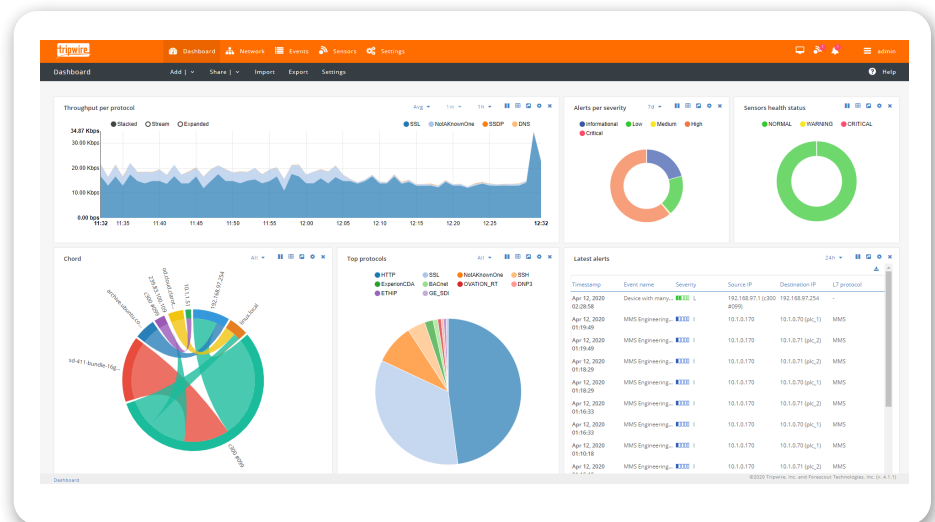 tripwire
Dashboard Network Events Sensors Settings admin
Dashboard Add | Share | Import Export Settings Help
Throughput per protocol Avg 1m 1h
Stacked Stream Expanded SSL NotAKnownOne SSDP DNS
34.87 Kbps
30.00 Kbps
20.00 Kbps
10.00 Kbps
0.00 bps
11:32 11:35 11:40 11:45 11:50 11:55 12:00 12:05 12:10 12:15 12:20 12:25 12:32
Alerts per severity 7d
Informational Low Medium High
Critical
Sensors health status
NORMAL WARNING CRITICAL
Chord All
archive.ubuntu.co...
c300 #099
239.83.100.109
od.cloud.clarot...
10.1.1.51
192.168.97.254
linux.local
sd-411-bundle-16g...
c300 #099
Top protocols All
HTTP SSL NotAKnownOne SSH
ExperionCDA BACnet OVATION_RT DNP3
ETHIP GE_SDI
Latest alerts 24h
Timestamp Event name Severity Source IP Destination IP L7 protocol
Apr 12, 2020 Device with many... L 192.168.97.1 (c300 192.168.97.254 -
02:28:58 #099)
Apr 12, 2020 MMS Engineering... I 10.1.0.170 10.1.0.70 (plc_1) MMS
01:19:49
Apr 12, 2020 MMS Engineering... I 10.1.0.170 10.1.0.71 (plc_2) MMS
01:19:49
Apr 12, 2020 MMS Engineering... I 10.1.0.170 10.1.0.71 (plc_2) MMS
01:18:29
Apr 12, 2020 MMS Engineering... I 10.1.0.170 10.1.0.70 (plc_1) MMS
01:18:29
Apr 12, 2020 MMS Engineering... I 10.1.0.170 10.1.0.71 (plc_2) MMS
01:16:33
Apr 12, 2020 MMS Engineering... I 10.1.0.170 10.1.0.70 (plc_1) MMS
01:16:33
Apr 12, 2020 MMS Engineering... I 10.1.0.170 10.1.0.70 (plc_1) MMS
01:10:18
Apr 12, 2020 MMS Engineering... I 10.1.0.170 10.1.0.71 (plc_2) MMS
Dashboard ©2020 Tripwire, Inc. and Forescout Technologies, Inc. (v. 4.1.1)